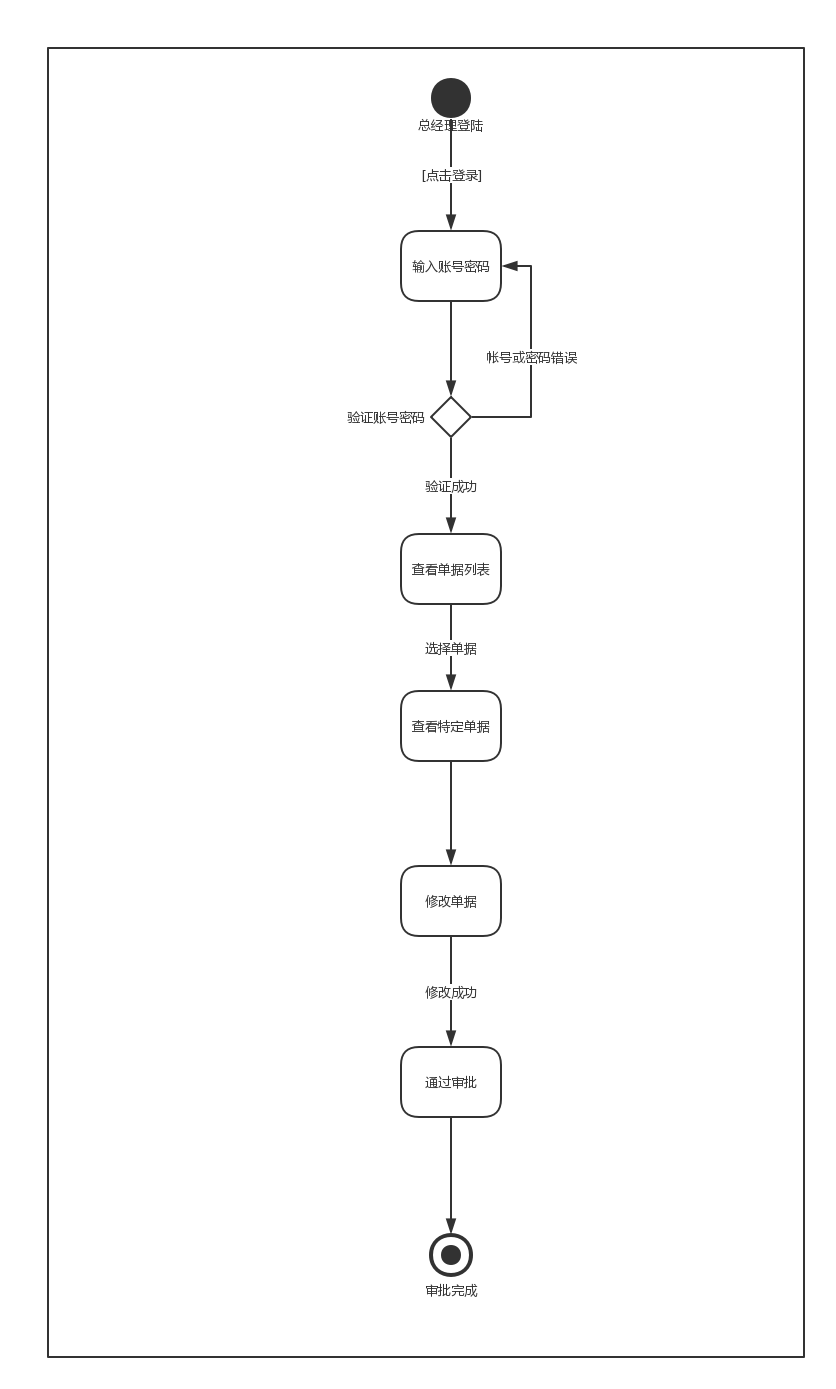 总经理登陆
[点击登录]
输入账号密码
帐号或密码错误
验证账号密码
验证成功
查看单据列表
选择单据
查看特定单据
修改单据
修改成功
通过审批
审批完成